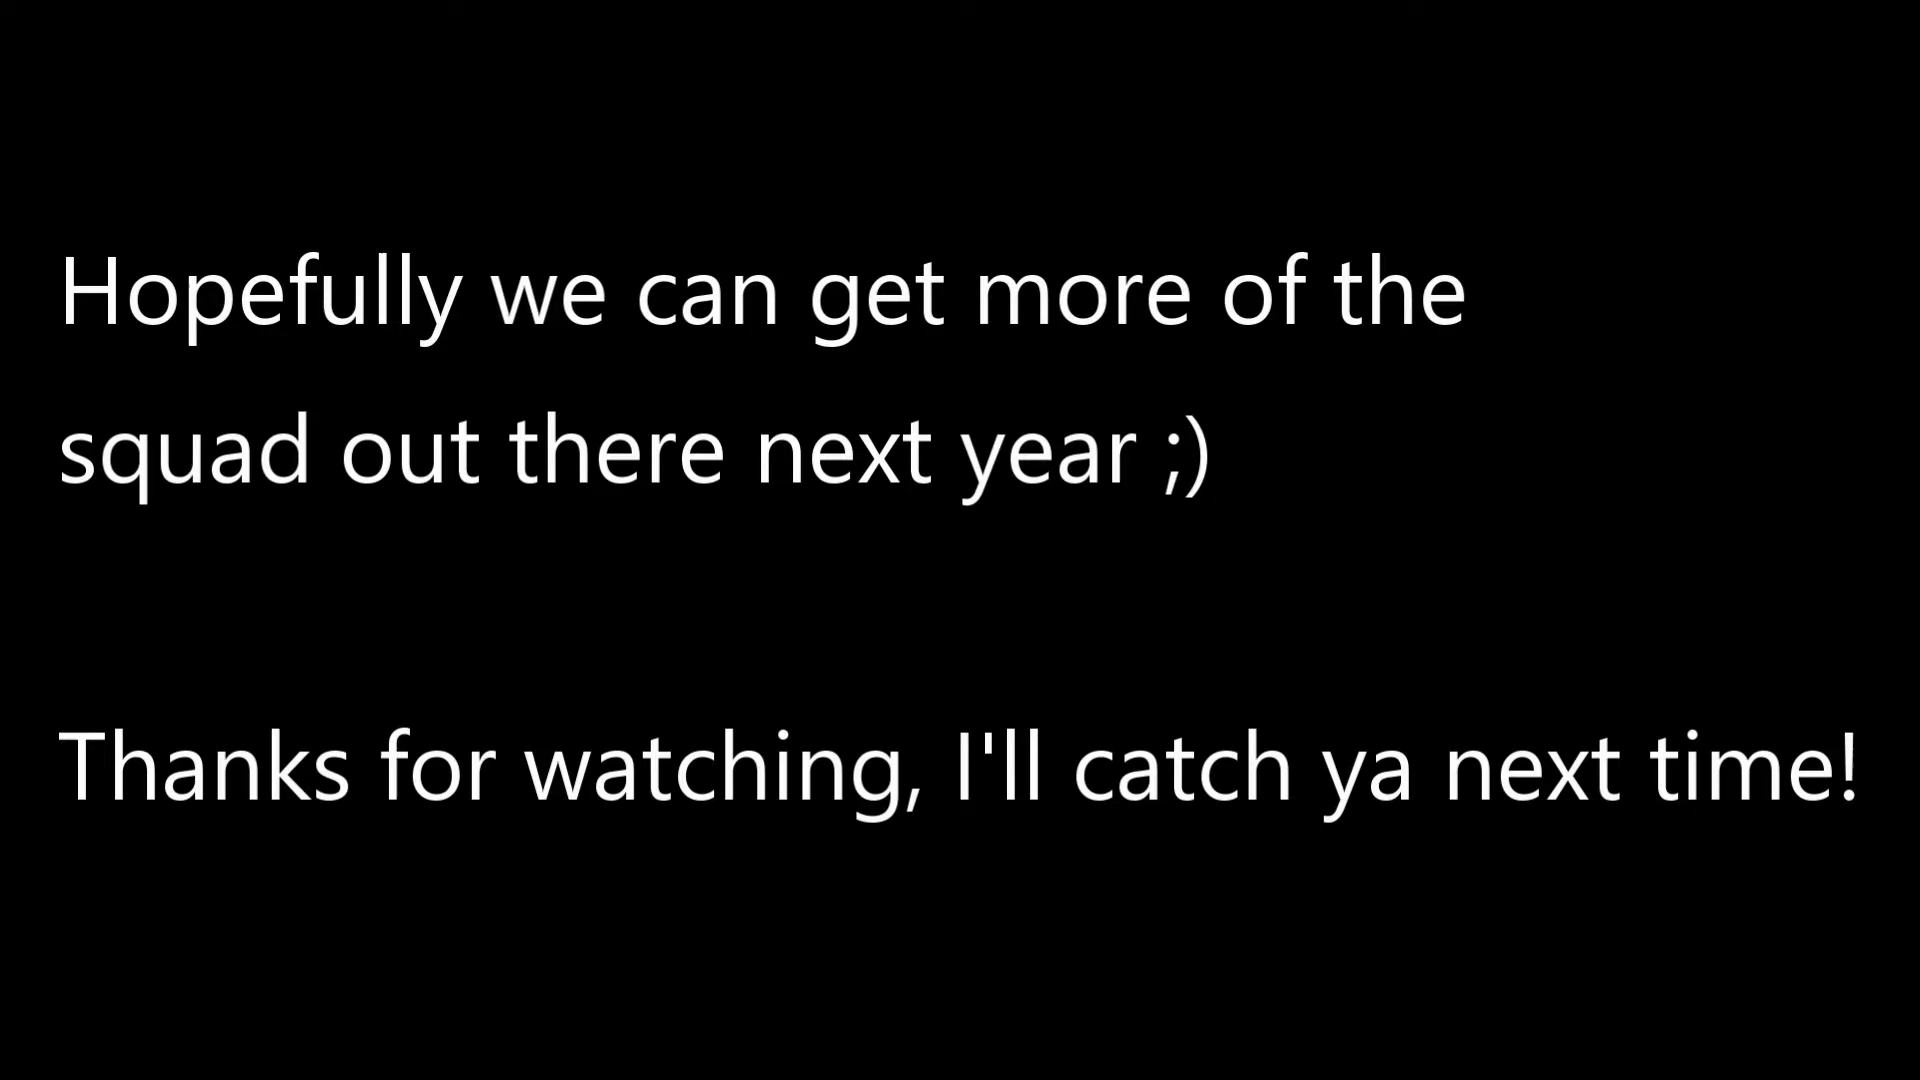 Hopefully we can get more of the
squad out there next year ;)
Thanks for watching, I'll catch ya next time!